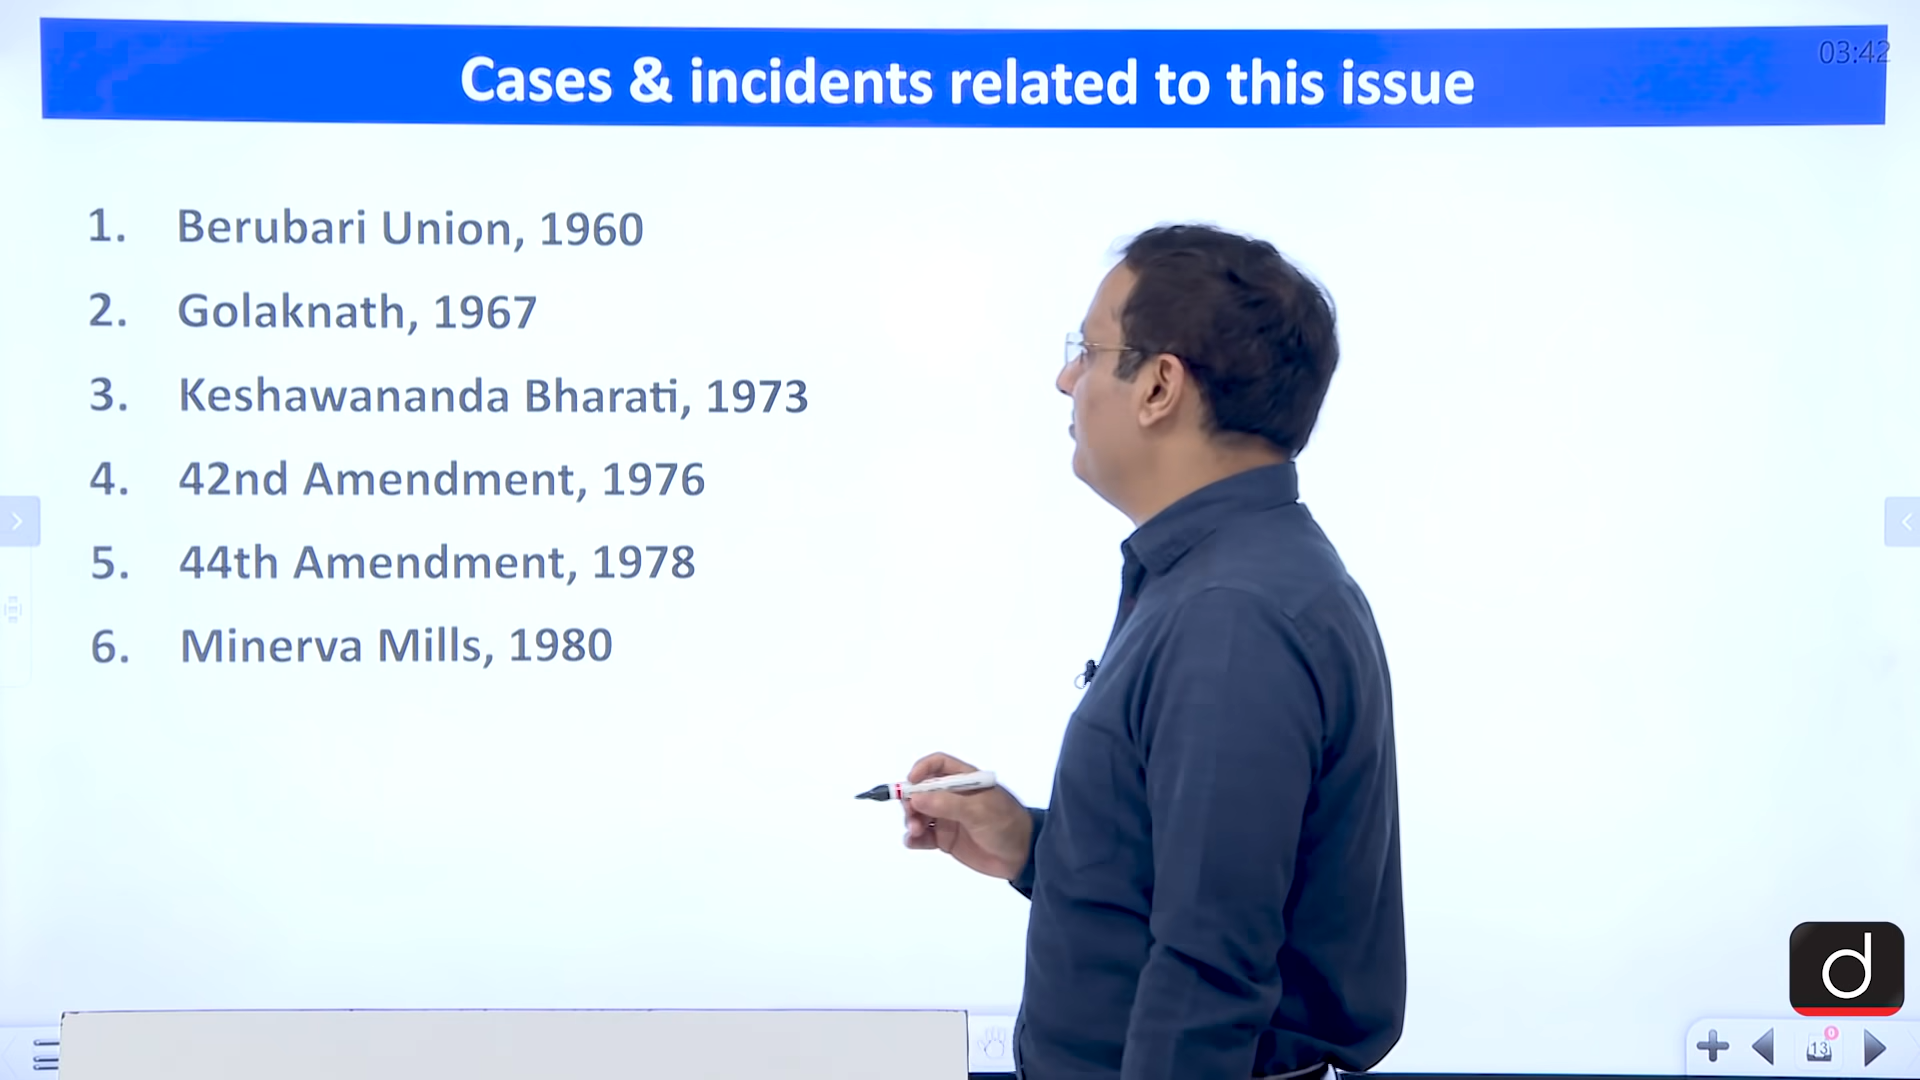 Cases & incidents related to this issue
03:42
1. Berubari Union, 1960
2. Golaknath, 1967
3. Keshawananda Bharati, 1973
4. 42nd Amendment, 1976
5. 44th Amendment, 1978
6. Minerva Mills, 1980
d
0
13